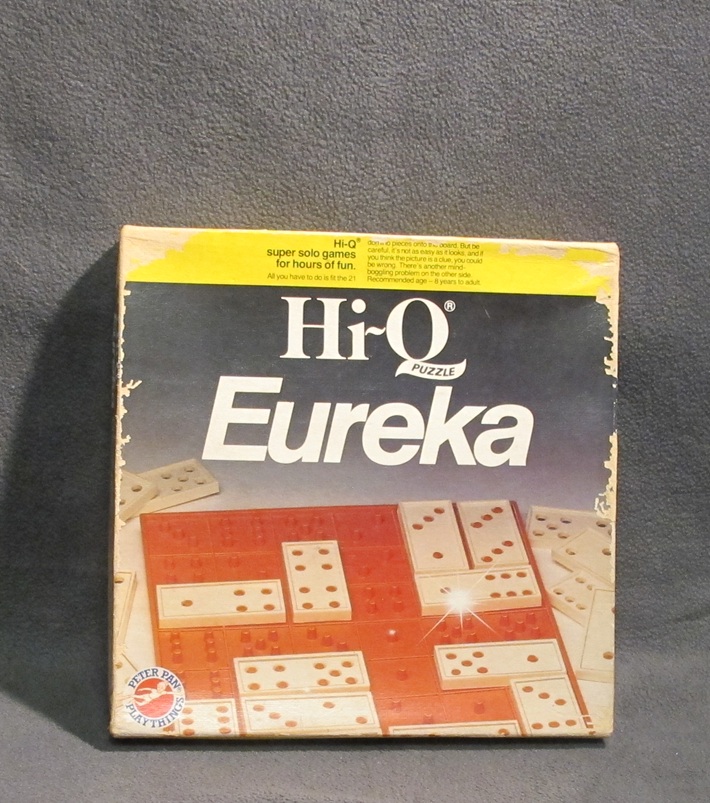 Hi-Q®
super solo games
for hours of fun.
All you have to do is fit the 21
domino pieces onto the board. But be
careful, it's not as easy as it looks, and if
you think the picture is a clue, you could
be wrong. There's another mind-
boggling problem on the other side.
Recommended age – 8 years to adult.
Hi-Q®
PUZZLE
Eureka
PETER PAN
PLAYTHINGS